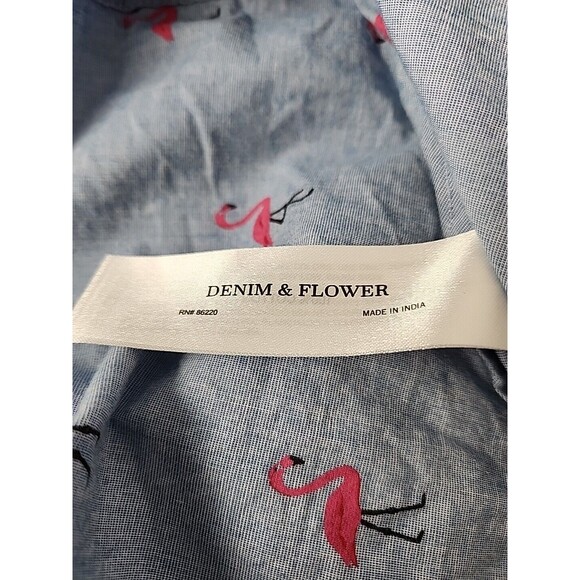 DENIM & FLOWER
RN# 86220 MADE IN INDIA